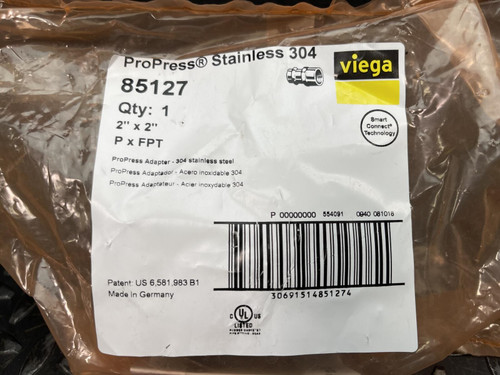 ProPress® Stainless 304
viega
85127
Qty: 1
2" x 2"
P x FPT
Smart
Connect®
Technology
ProPress Adapter - 304 stainless steel
ProPress Adaptador - Acero inoxidable 304
ProPress Adaptateur - Acier inoxydable 304
P 00000000 554091 0940 081016
30691514851274
Patent: US 6,581,983 B1
Made in Germany
C UL US
LISTED